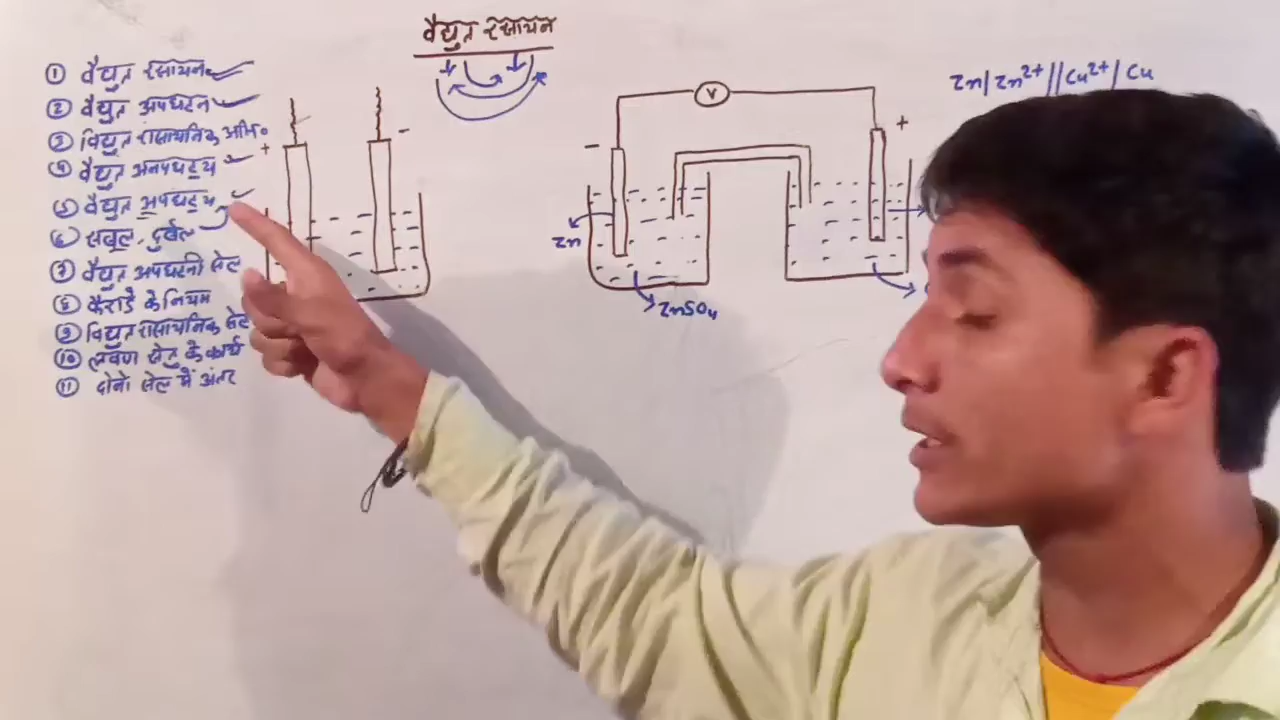 वैद्युत रसायन
① वैद्युत रसायन
② वैद्युत अपघटन
③ विद्युत रासायनिक अभि॰
④ वैद्युत अनपघट्य
⑤ वैद्युत अपघट्य
⑥ सबल, दुर्बल
⑦ वैद्युत अपघटनी सेल
⑧ फैराडे के नियम
⑨ विद्युत रासायनिक सेल
⑩ लवण सेतु के कार्य
⑪ दोनो सेल में अंतर
+ -
- V +
Zn
ZnSO₄
Zn/Zn²⁺//Cu²⁺/Cu